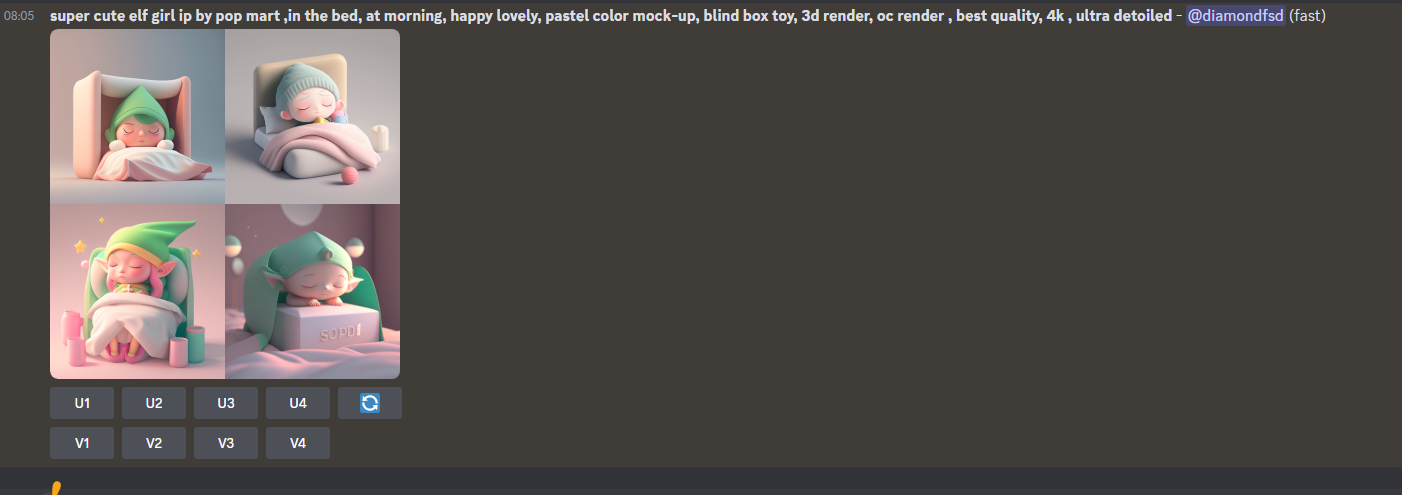 08:05 super cute elf girl ip by pop mart ,in the bed, at morning, happy lovely, pastel color mock-up, blind box toy, 3d render, oc render , best quality, 4k , ultra detoiled - @diamondfsd (fast)
SOPO
U1 U2 U3 U4
V1 V2 V3 V4